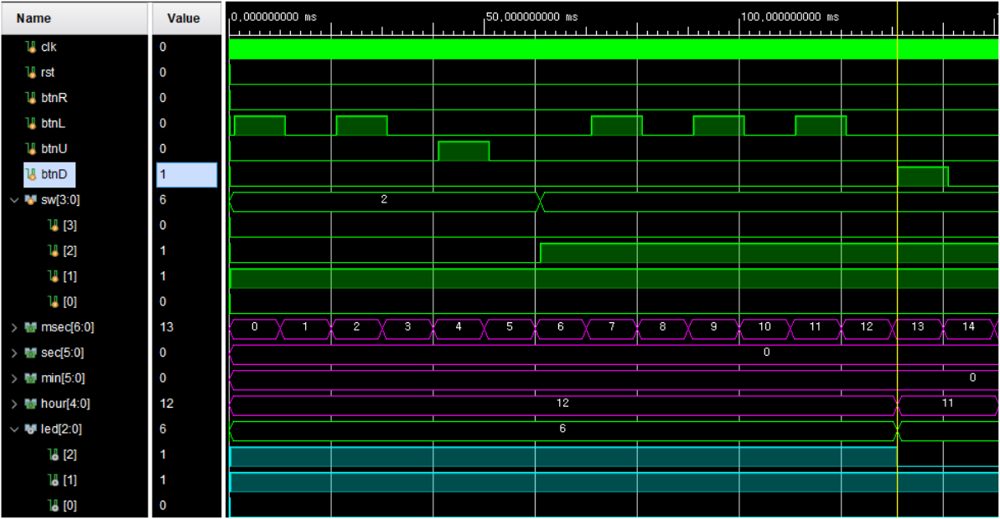 Name Value 0,000000000 ms 50,000000000 ms 100,000000000 ms
clk 0
rst 0
btnR 0
btnL 0
btnU 0
btnD 1
sw[3:0] 6 2
[3] 0
[2] 1
[1] 1
[0] 0
msec[6:0] 13 0 1 2 3 4 5 6 7 8 9 10 11 12 13 14
sec[5:0] 0 0
min[5:0] 0 0
hour[4:0] 12 12 11
led[2:0] 6 6
[2] 1
[1] 1
[0] 0